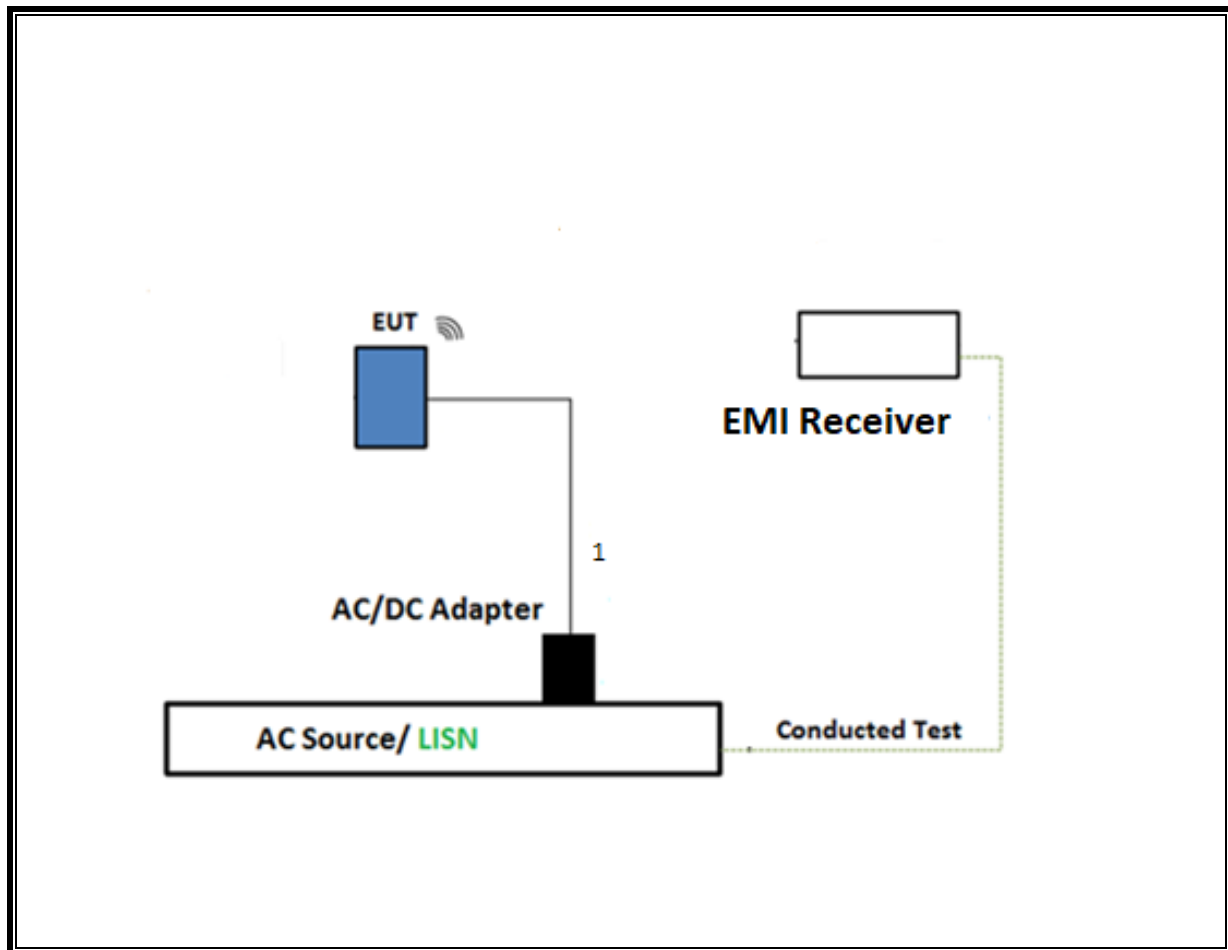 EUT
EMI Receiver
1
AC/DC Adapter
AC Source/ LISN
Conducted Test